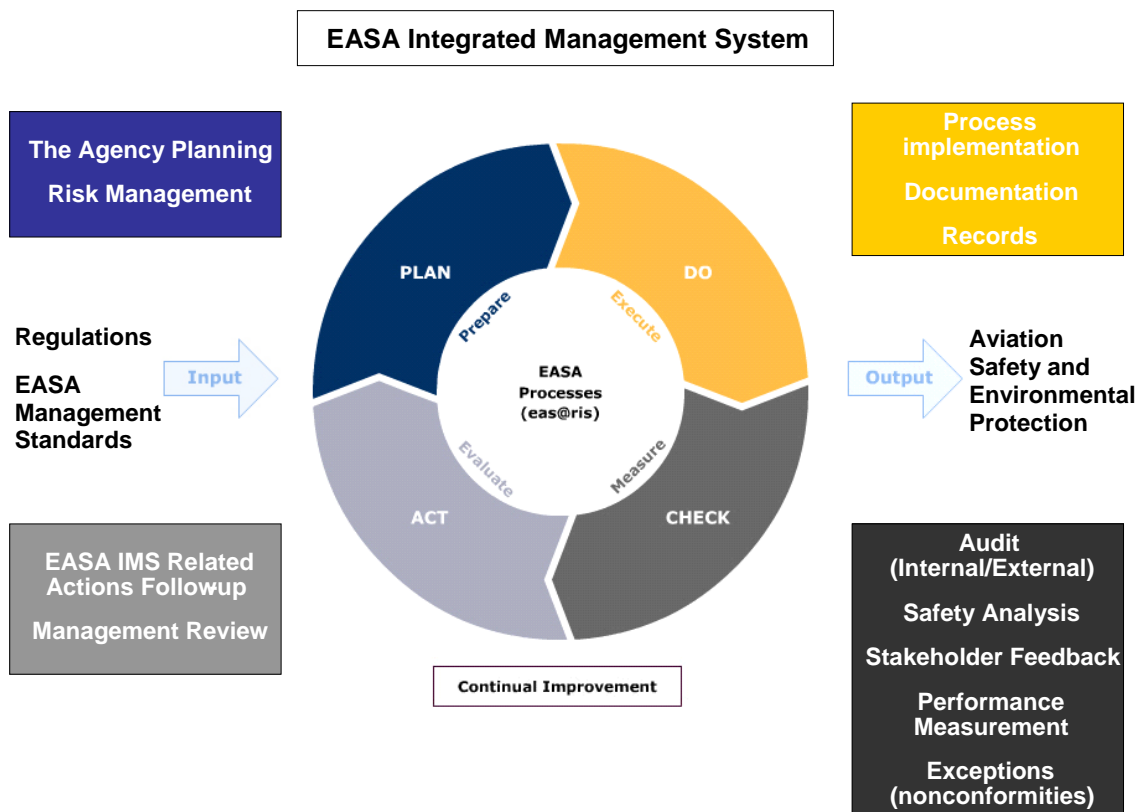 EASA Integrated Management System
The Agency Planning
Risk Management
Process
implementation
Documentation
Records
PLAN
DO
Prepare
Execute
Regulations
EASA
Management
Standards
Input
EASA
Processes
(eas@ris)
Output
Aviation
Safety and
Environmental
Protection
Evaluate
Measure
ACT
CHECK
EASA IMS Related
Actions Follow-up
Management Review
Audit
(Internal/External)
Safety Analysis
Stakeholder Feedback
Performance
Measurement
Exceptions
(nonconformities)
Continual Improvement